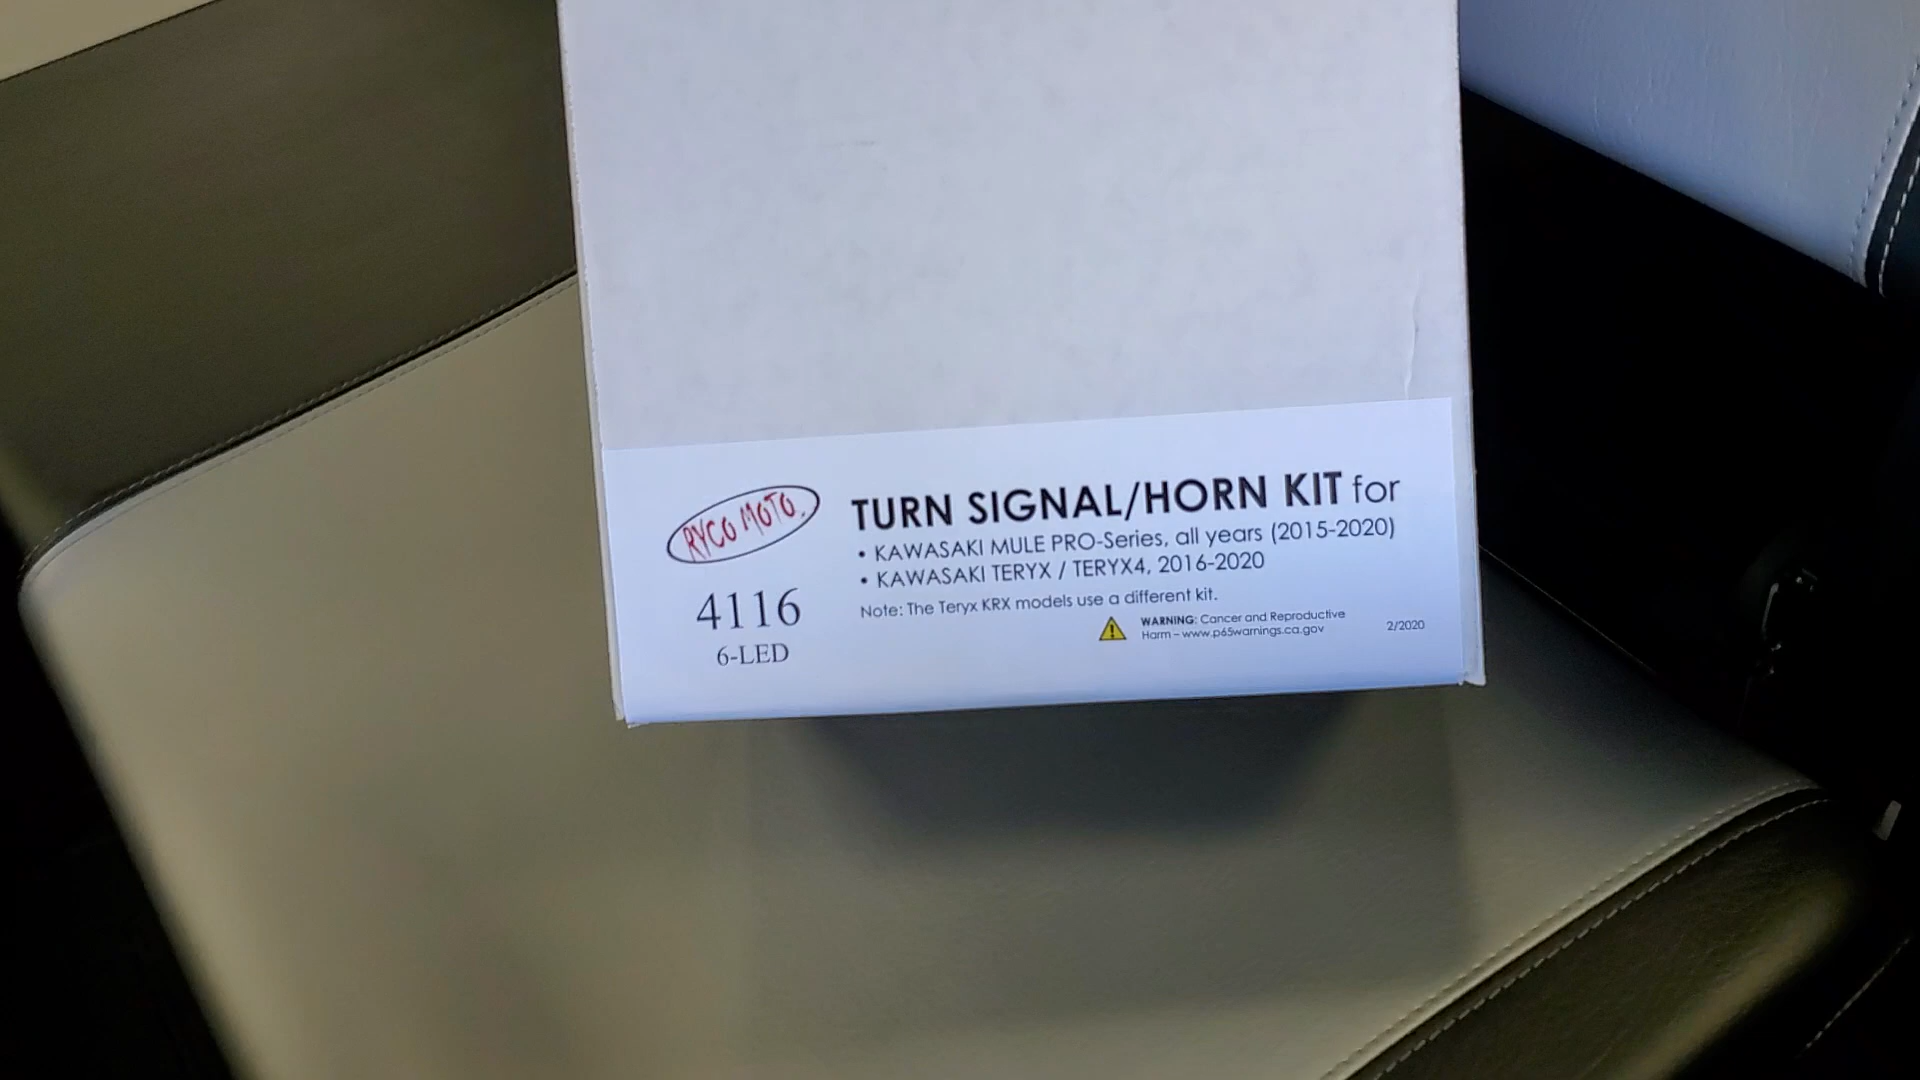 RYCO MOTO.
TURN SIGNAL/HORN KIT for
• KAWASAKI MULE PRO-Series, all years (2015-2020)
• KAWASAKI TERYX / TERYX4, 2016-2020
Note: The Teryx KRX models use a different kit.
4116
6-LED
WARNING: Cancer and Reproductive
Harm – www.p65warnings.ca.gov
2/2020